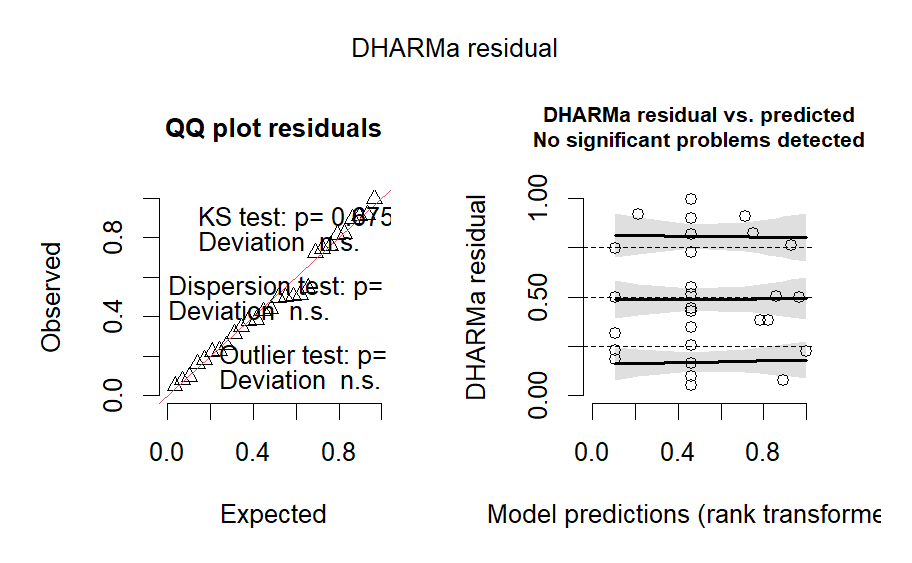 DHARMa residual
QQ plot residuals
KS test: p= 0.675
Deviation n.s.
Dispersion test: p=
Deviation n.s.
Outlier test: p=
Deviation n.s.
Observed
0.0
0.4
0.8
0.0
0.4
0.8
Expected
DHARMa residual vs. predicted
No significant problems detected
DHARMa residual
0.00
0.50
1.00
0.0
0.4
0.8
Model predictions (rank transforme